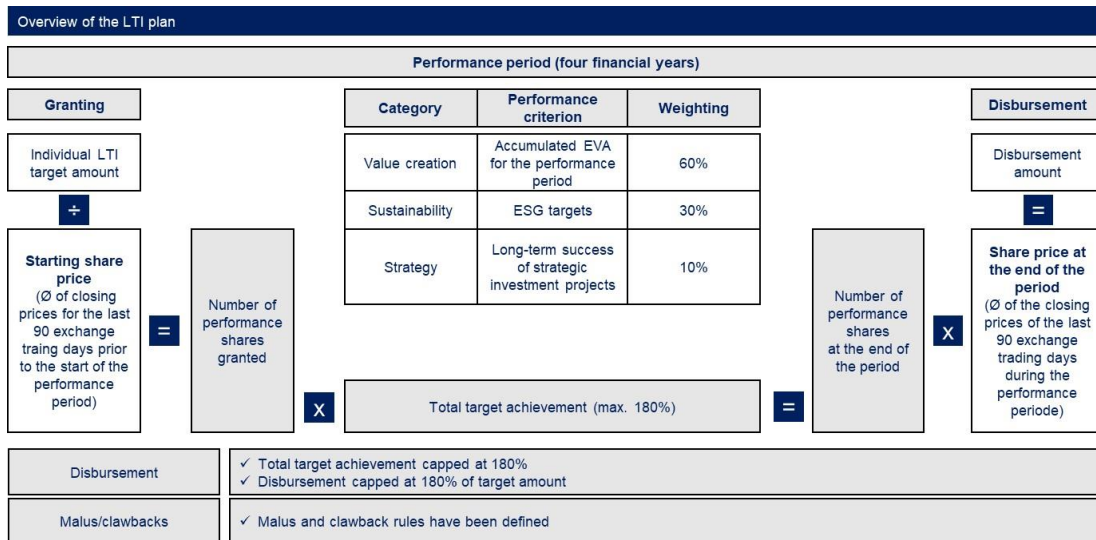 Overview of the LTI plan
Performance period (four financial years)
Granting
Individual LTI
target amount
÷
Starting share
price
(Ø of closing
prices for the last
90 exchange
traing days prior
to the start of the
performance
period)
=
Number of
performance
shares
granted
x
Category
Performance
criterion
Weighting
Value creation
Accumulated EVA
for the performance
period
60%
Sustainability
ESG targets
30%
Strategy
Long-term success
of strategic
investment projects
10%
Total target achievement (max. 180%)
=
Number of
performance
shares
at the end of
the period
x
Disbursement
Disbursement
amount
=
Share price at
the end of the
period
(Ø of the closing
prices of the last
90 exchange
trading days
during the
performance
periode)
Disbursement
✓ Total target achievement capped at 180%
✓ Disbursement capped at 180% of target amount
Malus/clawbacks
✓ Malus and clawback rules have been defined